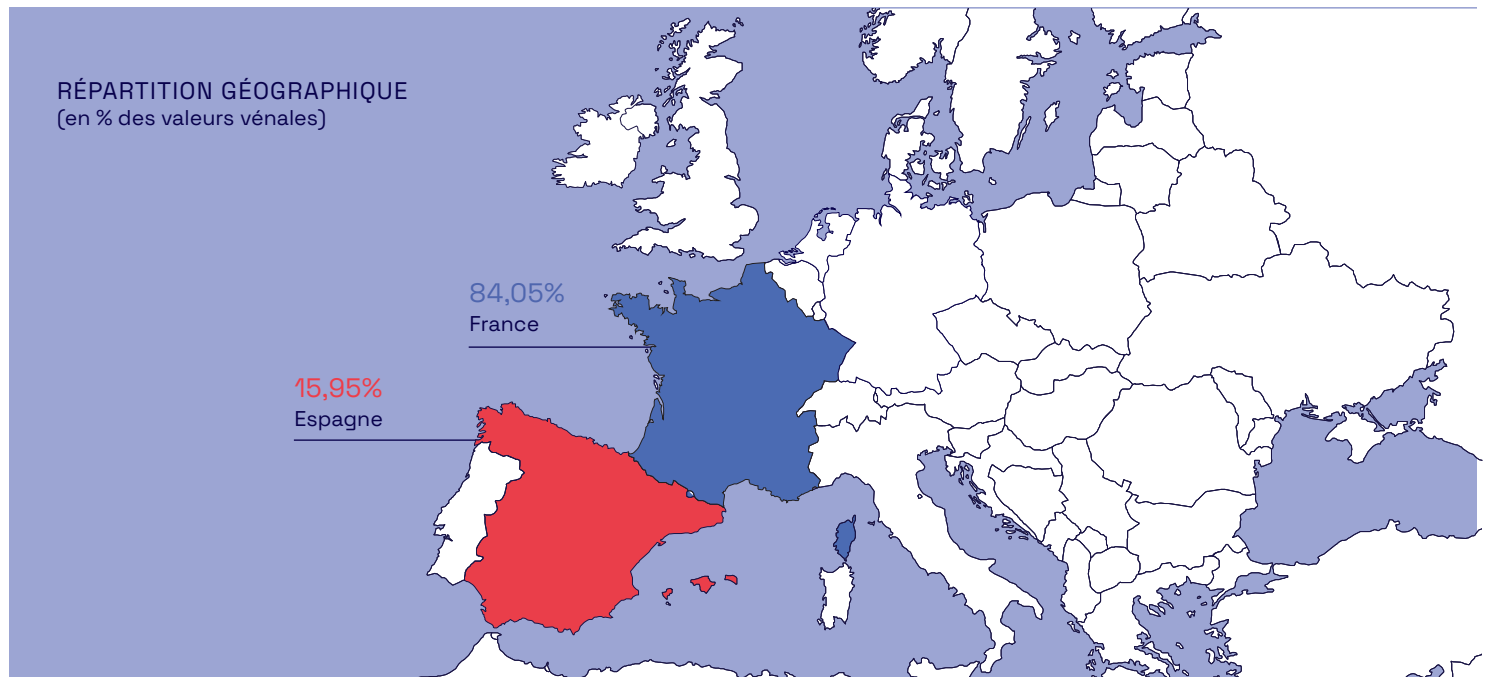 RÉPARTITION GÉOGRAPHIQUE
(en % des valeurs vénales)
84,05%
France
15,95%
Espagne